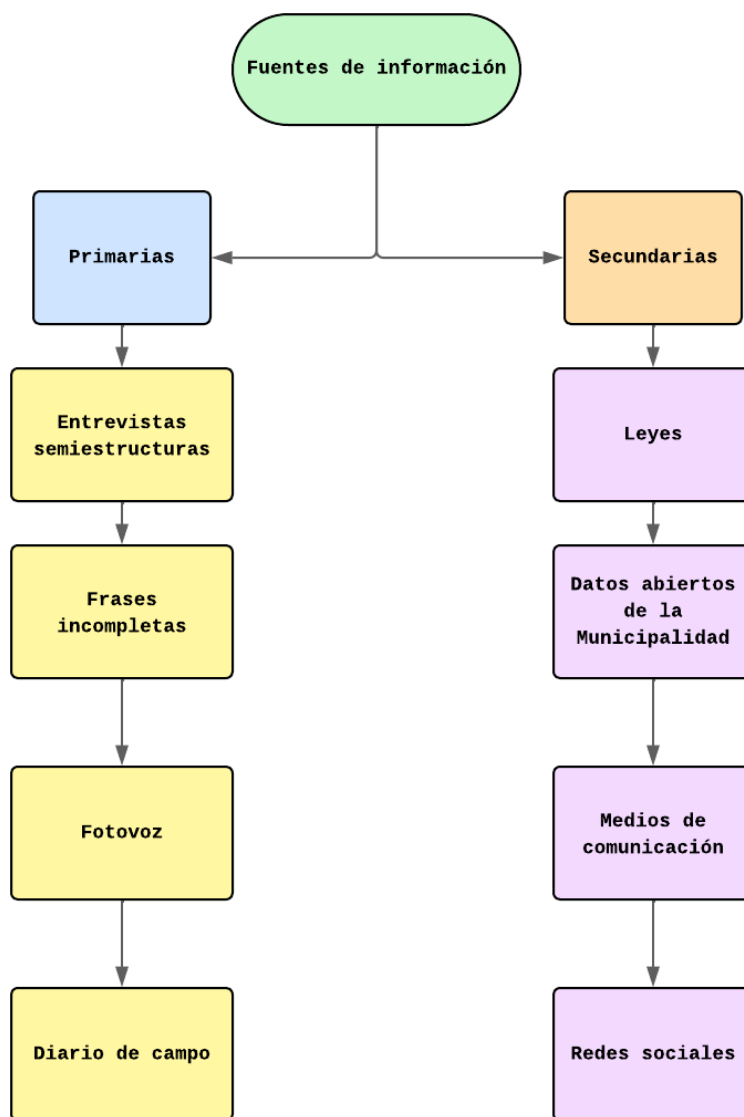 Fuentes de información
Primarias
Secundarias
Entrevistas
semiestructuras
Leyes
Frases
incompletas
Datos abiertos
de la
Municipalidad
Fotovoz
Medios de
comunicación
Diario de campo
Redes sociales